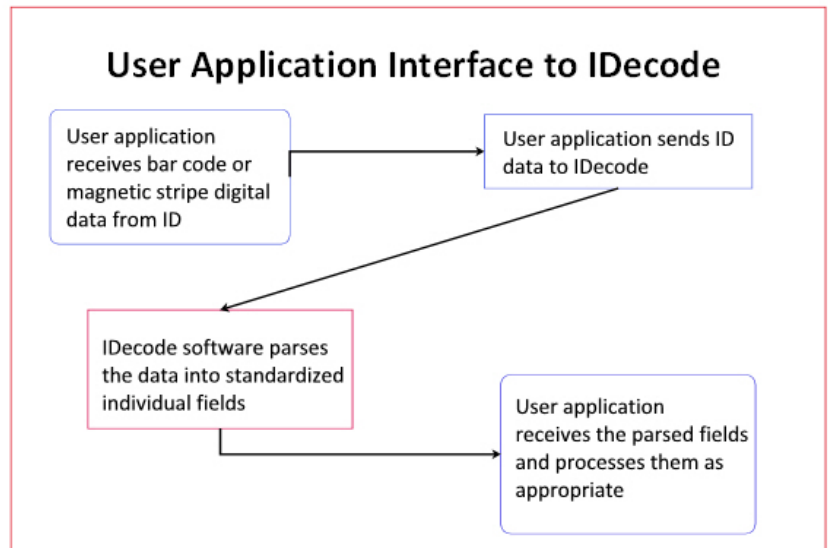 User Application Interface to IDecode
User application
receives bar code or
magnetic stripe digital
data from ID
User application sends ID
data to IDecode
IDecode software parses
the data into standardized
individual fields
User application
receives the parsed fields
and processes them as
appropriate